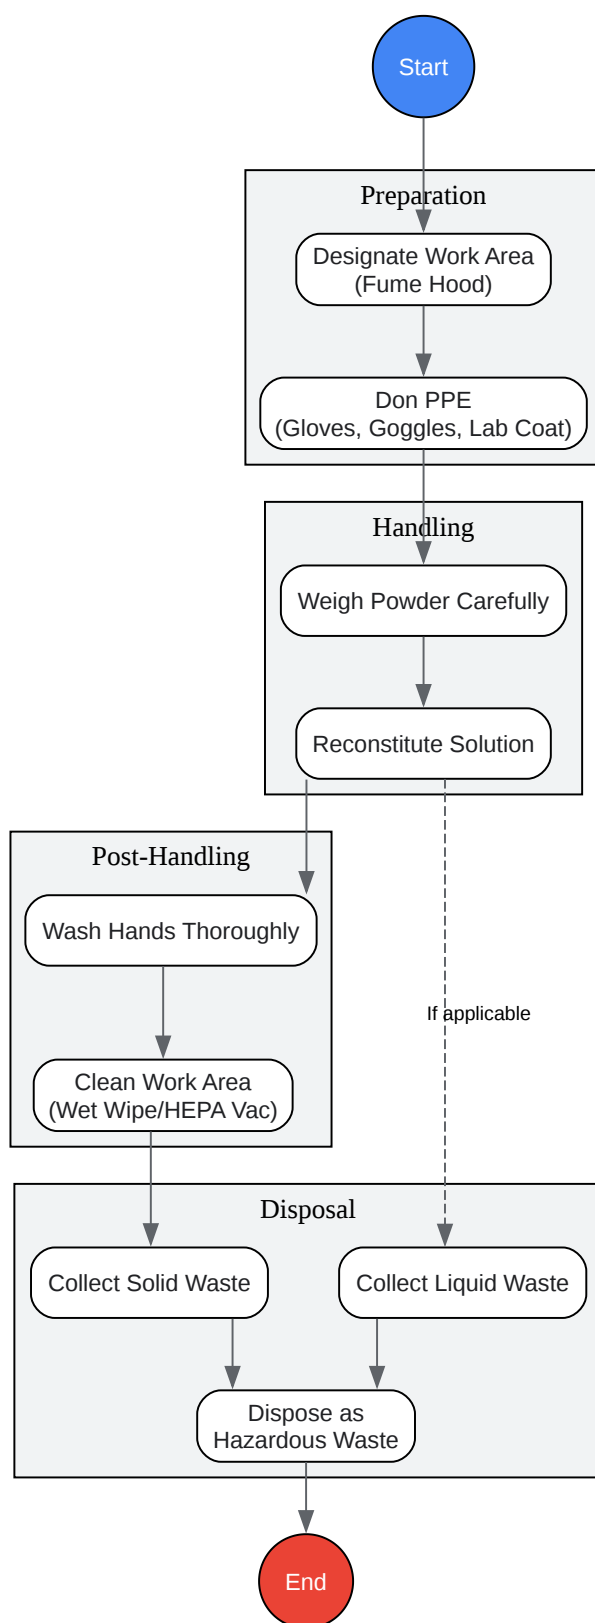 Start
Preparation
Designate Work Area
(Fume Hood)
Don PPE
(Gloves, Goggles, Lab Coat)
Handling
Weigh Powder Carefully
Reconstitute Solution
Post-Handling
Wash Hands Thoroughly
If applicable
Clean Work Area
(Wet Wipe/HEPA Vac)
Disposal
Collect Solid Waste
Collect Liquid Waste
Dispose as
Hazardous Waste
End